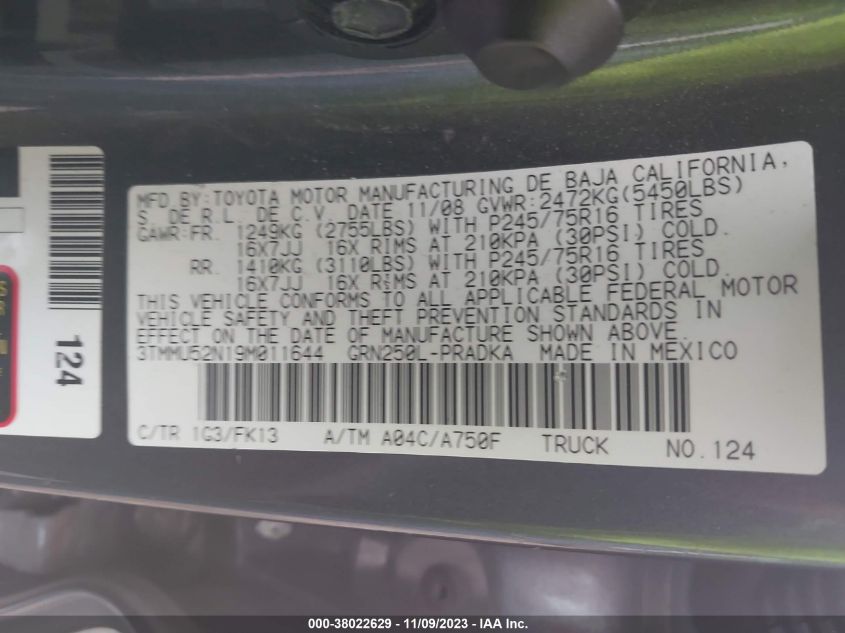 MFD.BY:TOYOTA MOTOR MANUFACTURING DE BAJA CALIFORNIA,
S. DE R.L. DE C.V. DATE 11/08 GVWR:2472KG(5450LBS)
GAWR:FR. 1249KG (2755LBS) WITH P245/75R16 TIRES
16X7JJ 16X RIMS AT 210KPA (30PSI) COLD.
RR. 1410KG (3110LBS) WITH P245/75R16 TIRES
16X7JJ 16X RIMS AT 210KPA (30PSI) COLD.
THIS VEHICLE CONFORMS TO ALL APPLICABLE FEDERAL MOTOR
VEHICLE SAFETY AND THEFT PREVENTION STANDARDS IN
EFFECT ON THE DATE OF MANUFACTURE SHOWN ABOVE.
3TMMU52N19M011644 GRN250L-PRADKA MADE IN MEXICO
C/TR 1G3/FK13 A/TM A04C/A750F TRUCK NO.124
124
000-38022629 - 11/09/2023 - IAA Inc.